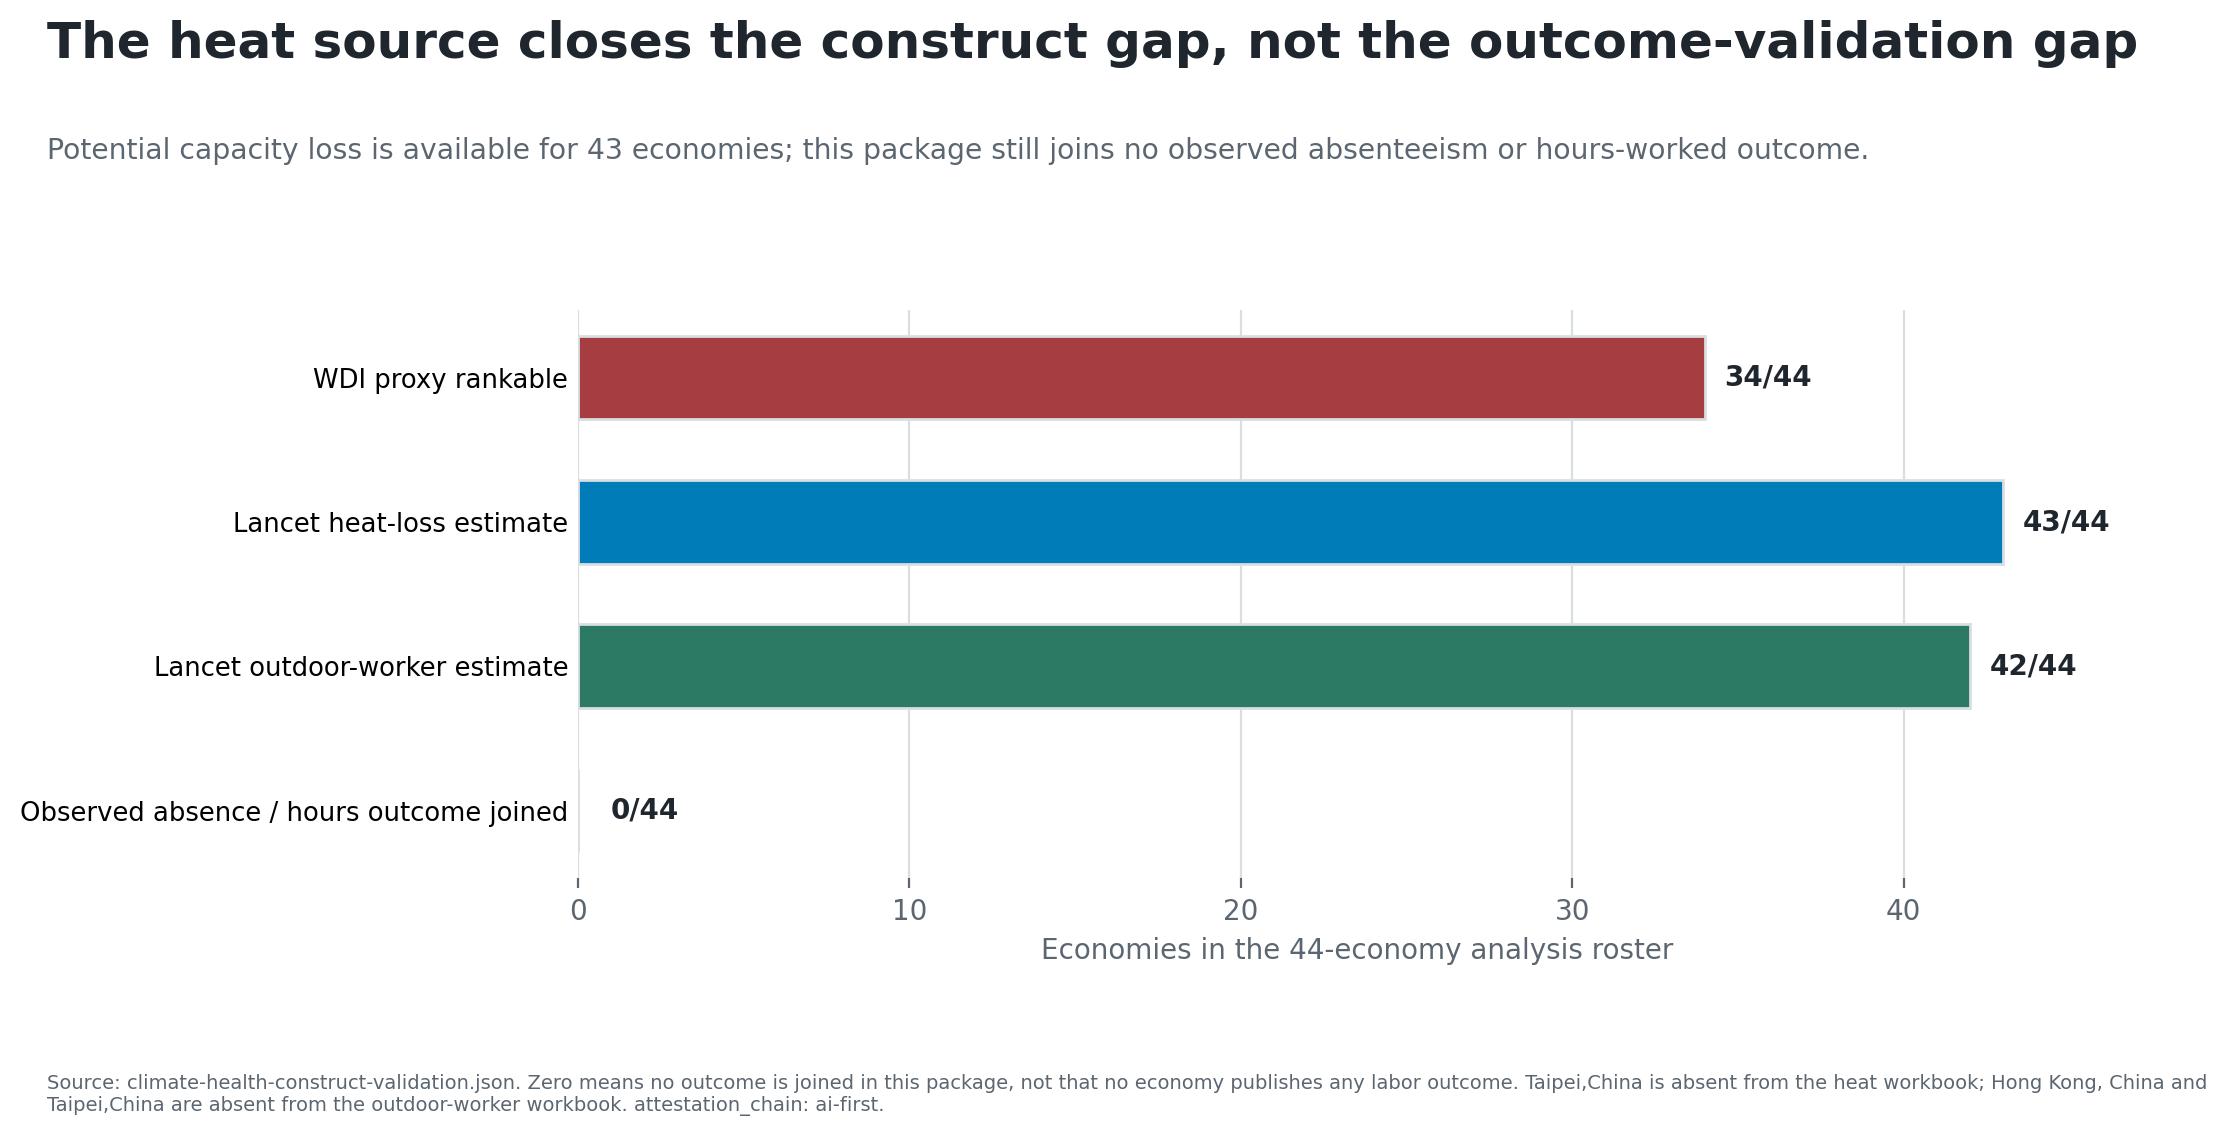 The heat source closes the construct gap, not the outcome-validation gap
Potential capacity loss is available for 43 economies; this package still joins no observed absenteeism or hours-worked outcome.
WDI proxy rankable
34/44
Lancet heat-loss estimate
43/44
Lancet outdoor-worker estimate
42/44
Observed absence / hours outcome joined
0/44
0 10 20 30 40
Economies in the 44-economy analysis roster
Source: climate-health-construct-validation.json. Zero means no outcome is joined in this package, not that no economy publishes any labor outcome. Taipei,China is absent from the heat workbook; Hong Kong, China and
Taipei,China are absent from the outdoor-worker workbook. attestation_chain: ai-first.